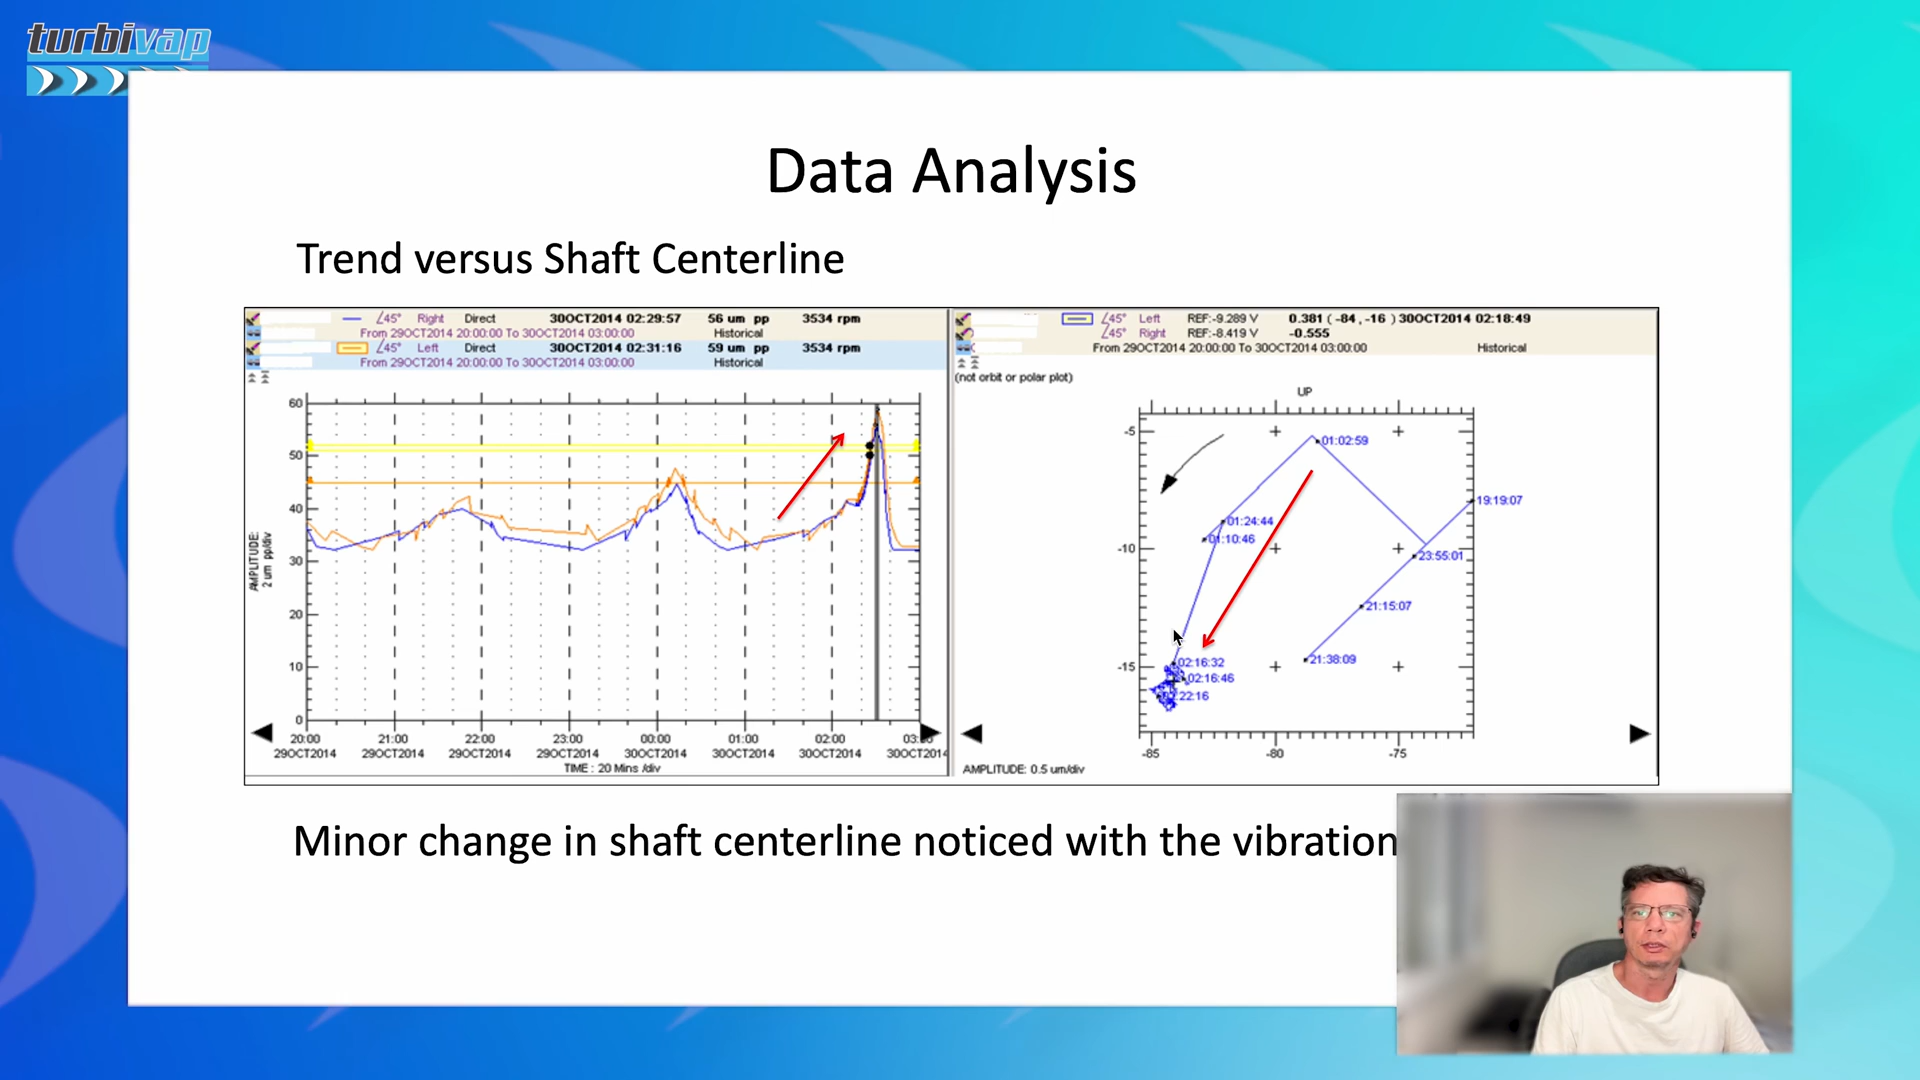 turbivap
Data Analysis
Trend versus Shaft Centerline
∠45° Right Direct 30OCT2014 02:29:57 56 um pp 3534 rpm
From 29OCT2014 20:00:00 To 30OCT2014 03:00:00 Historical
∠45° Left Direct 30OCT2014 02:31:16 59 um pp 3534 rpm
From 29OCT2014 20:00:00 To 30OCT2014 03:00:00 Historical
60
50
40
30
20
10
0
AMPLITUDE:
2 um pp/div
20:00 21:00 22:00 23:00 00:00 01:00 02:00
29OCT2014 29OCT2014 29OCT2014 29OCT2014 30OCT2014 30OCT2014 30OCT2014 30OCT2014
TIME : 20 Mins /div
∠45° Left REF:-9.289 V 0.381 ( -84, -16 ) 30OCT2014 02:18:49
∠45° Right REF:-8.419 V -0.555
From 29OCT2014 20:00:00 To 30OCT2014 03:00:00 Historical
(not orbit or polar plot)
UP
-5
-10
-15
01:02:59
19:19:07
01:24:44
01:10:46
23:55:01
21:15:07
21:38:09
02:16:32
02:16:46
22:16
-85 -80 -75
AMPLITUDE: 0.5 um/div
Minor change in shaft centerline noticed with the vibration